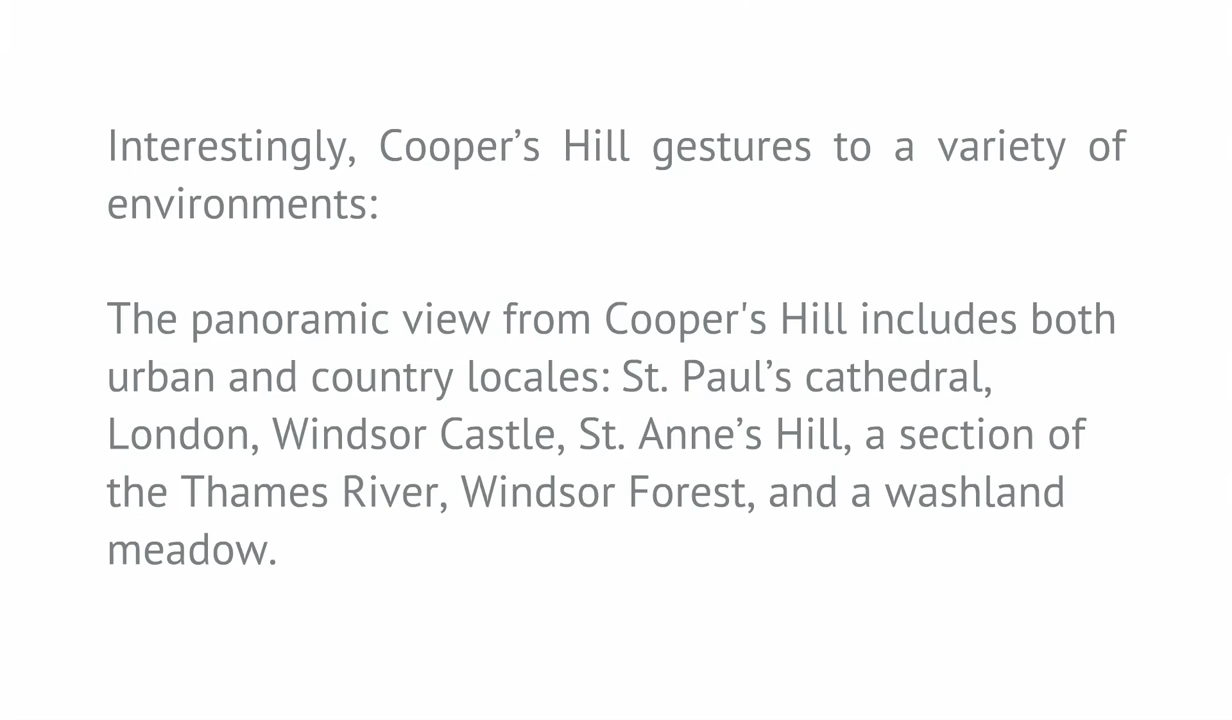 Interestingly, Cooper’s Hill gestures to a variety of
environments:
The panoramic view from Cooper's Hill includes both
urban and country locales: St. Paul’s cathedral,
London, Windsor Castle, St. Anne’s Hill, a section of
the Thames River, Windsor Forest, and a washland
meadow.